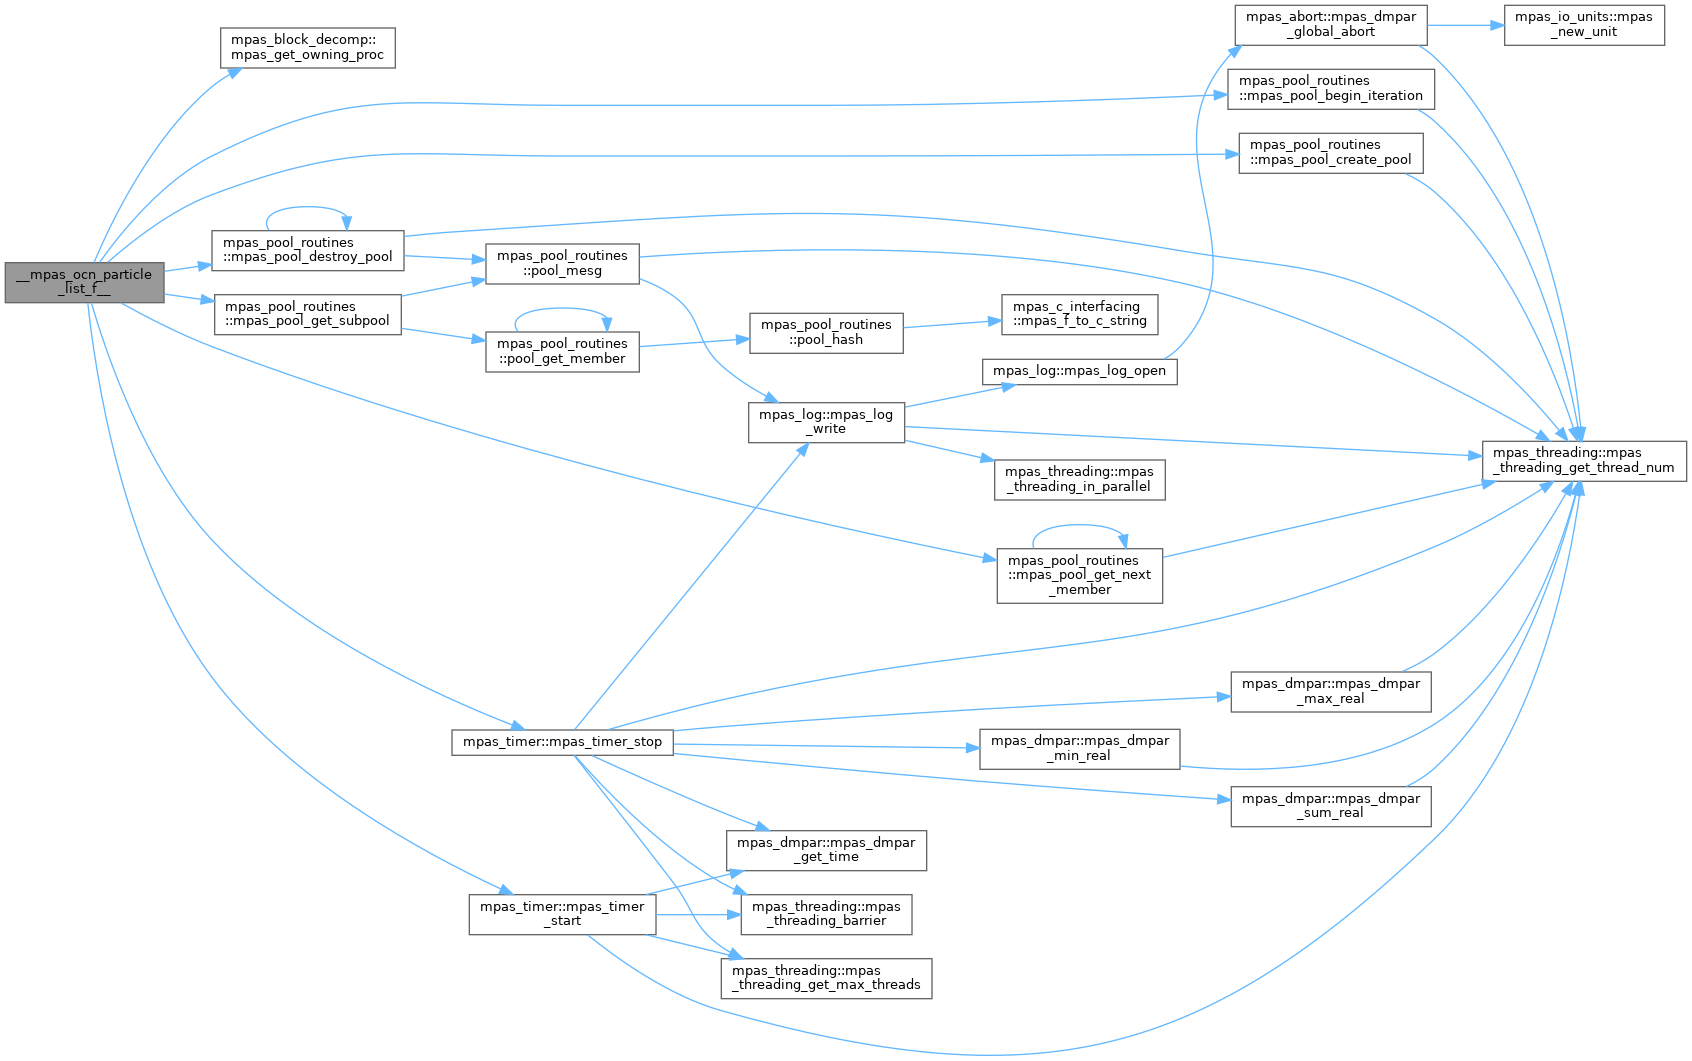 __mpas_ocn_particle
_list_f__
mpas_block_decomp::
mpas_get_owning_proc
mpas_pool_routines
::mpas_pool_destroy_pool
mpas_pool_routines
::mpas_pool_get_subpool
mpas_pool_routines
::pool_mesg
mpas_pool_routines
::pool_get_member
mpas_pool_routines
::pool_hash
mpas_c_interfacing
::mpas_f_to_c_string
mpas_log::mpas_log
_write
mpas_log::mpas_log_open
mpas_threading::mpas
_threading_in_parallel
mpas_abort::mpas_dmpar
_global_abort
mpas_io_units::mpas
_new_unit
mpas_pool_routines
::mpas_pool_begin_iteration
mpas_pool_routines
::mpas_pool_create_pool
mpas_threading::mpas
_threading_get_thread_num
mpas_pool_routines
::mpas_pool_get_next
_member
mpas_timer::mpas_timer_stop
mpas_dmpar::mpas_dmpar
_max_real
mpas_dmpar::mpas_dmpar
_min_real
mpas_dmpar::mpas_dmpar
_sum_real
mpas_dmpar::mpas_dmpar
_get_time
mpas_timer::mpas_timer
_start
mpas_threading::mpas
_threading_barrier
mpas_threading::mpas
_threading_get_max_threads